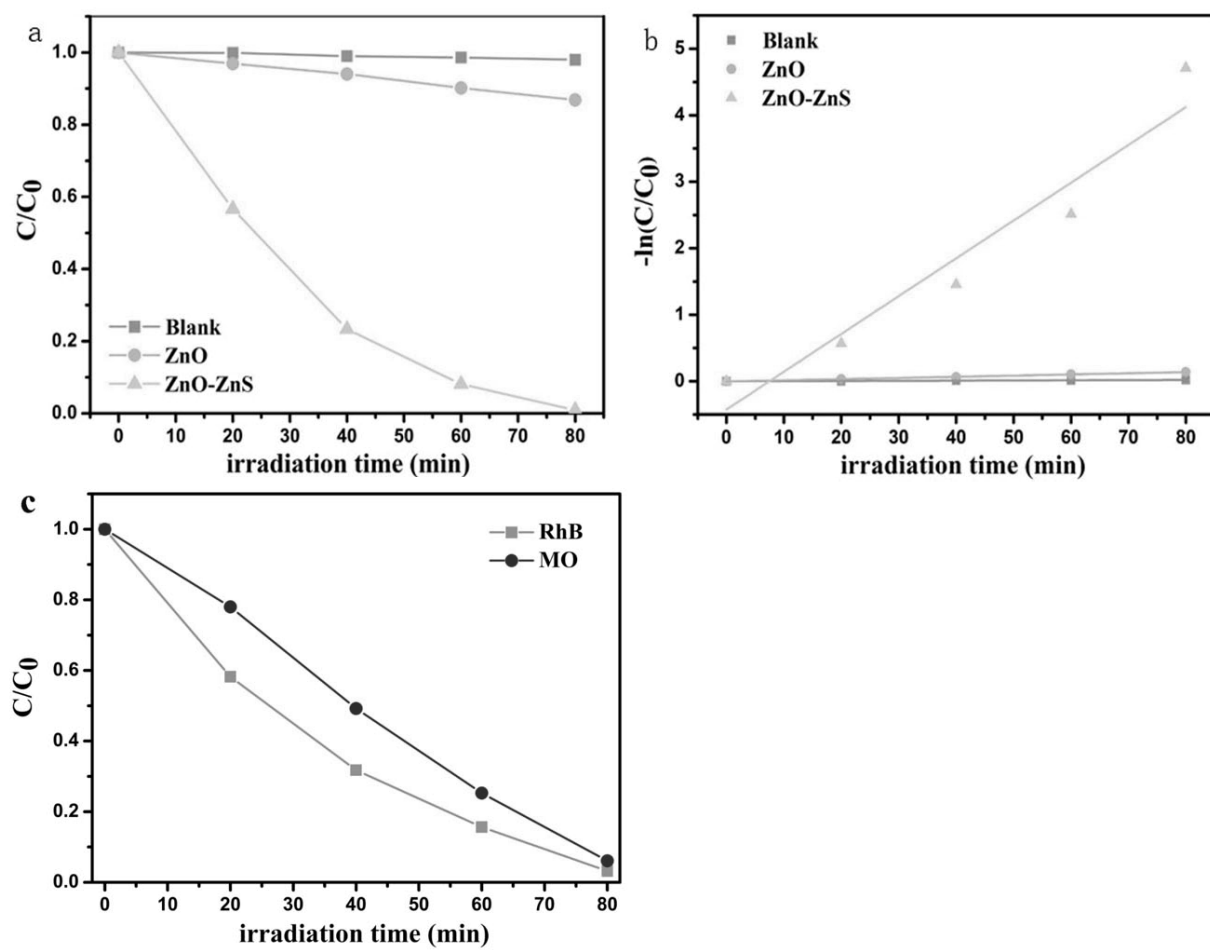 a
1.0
0.8
0.6
0.4
0.2
0.0
C/C0
Blank
ZnO
ZnO-ZnS
0 10 20 30 40 50 60 70 80
irradiation time (min)
b
5
4
3
2
1
0
-ln(C/C0)
Blank
ZnO
ZnO-ZnS
0 10 20 30 40 50 60 70 80
irradiation time (min)
c
1.0
0.8
0.6
0.4
0.2
0.0
C/C0
RhB
MO
0 10 20 30 40 50 60 70 80
irradiation time (min)